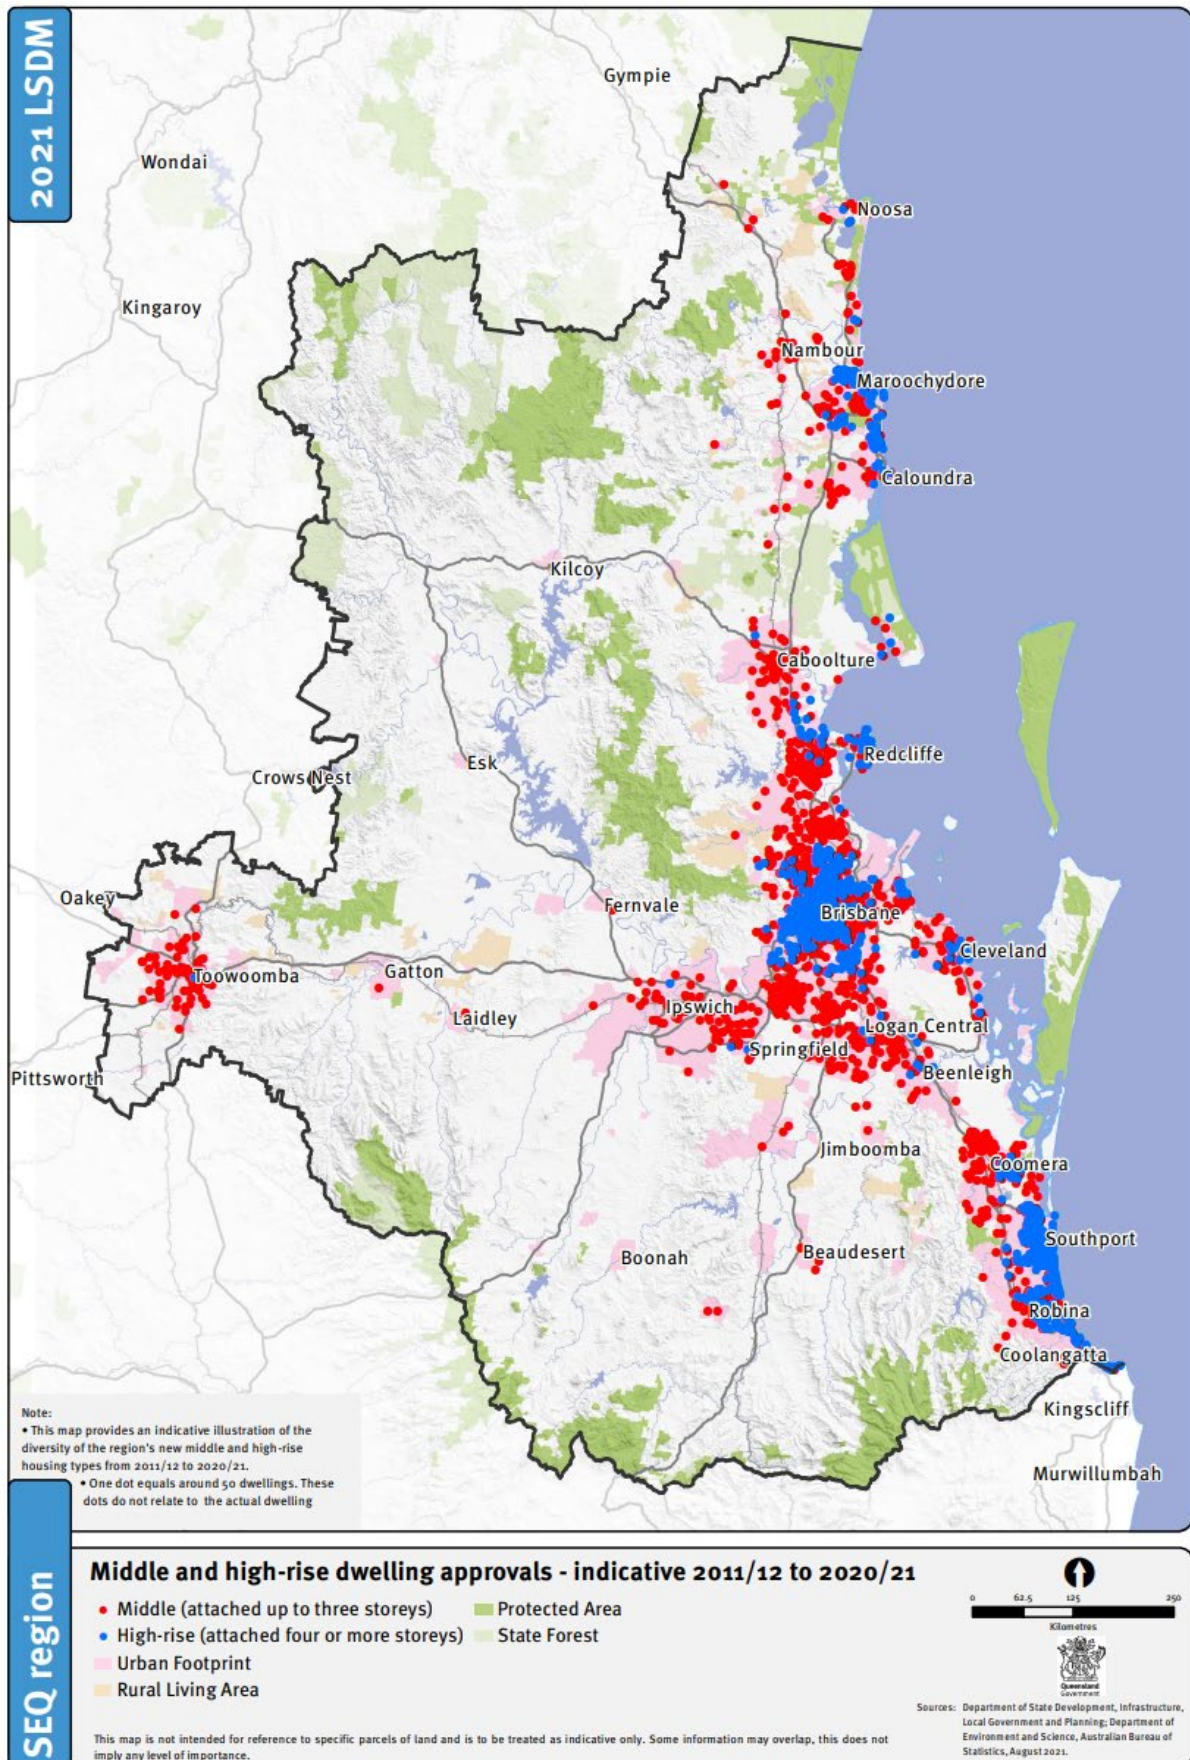 2021 LSDM
Gympie
Wondai
Noosa
Kingaroy
Nambour
Maroochydore
Caloundra
Kilcoy
Caboolture
Redcliffe
Esk
Crows Nest
Oakey
Fernvale
Brisbane
Cleveland
Toowoomba
Gatton
Ipswich
Laidley
Logan Central
Springfield
Beenleigh
Pittsworth
Jimboomba
Coomera
Southport
Boonah
Beaudesert
Robina
Coolangatta
Kingscliff
Murwillumbah
Note:
• This map provides an indicative illustration of the
diversity of the region's new middle and high-rise
housing types from 2011/12 to 2020/21.
• One dot equals around 50 dwellings. These
dots do not relate to the actual dwelling
SEQ region
Middle and high-rise dwelling approvals - indicative 2011/12 to 2020/21
Middle (attached up to three storeys)
High-rise (attached four or more storeys)
Urban Footprint
Rural Living Area
Protected Area
State Forest
0 62.5 125 250
Kilometres
Queensland
Government
Sources: Department of State Development, Infrastructure,
Local Government and Planning; Department of
Environment and Science, Australian Bureau of
Statistics, August 2021.
This map is not intended for reference to specific parcels of land and is to be treated as indicative only. Some information may overlap, this does not
imply any level of importance.